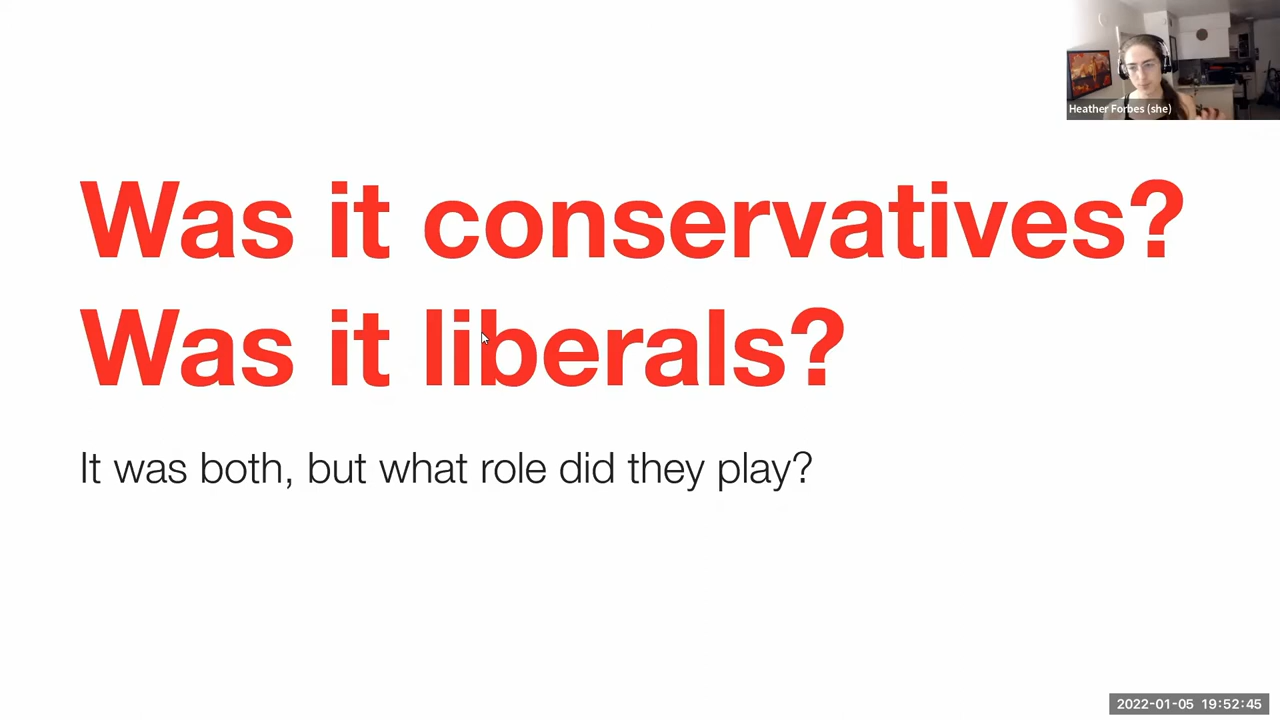 Heather Forbes (she)
Was it conservatives?
Was it liberals?
It was both, but what role did they play?
2022-01-05 19:52:45